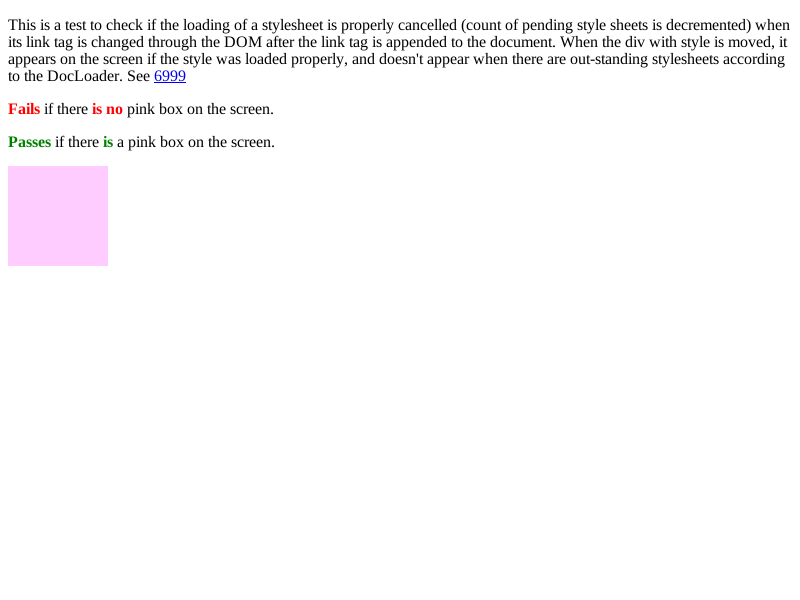 This is a test to check if the loading of a stylesheet is properly cancelled (count of pending style sheets is decremented) when
its link tag is changed through the DOM after the link tag is appended to the document. When the div with style is moved, it
appears on the screen if the style was loaded properly, and doesn't appear when there are out-standing stylesheets according
to the DocLoader. See 6999
Fails if there is no pink box on the screen.
Passes if there is a pink box on the screen.